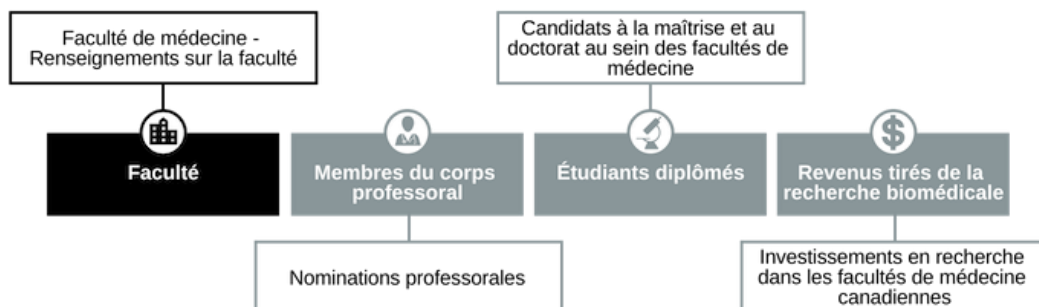 Faculté de médecine -
Renseignements sur la faculté
Candidats à la maîtrise et au
doctorat au sein des facultés de
médecine
Faculté
Membres du corps
professoral
Étudiants diplômés
Revenus tirés de la
recherche biomédicale
Nominations professorales
Investissements en recherche
dans les facultés de médecine
canadiennes